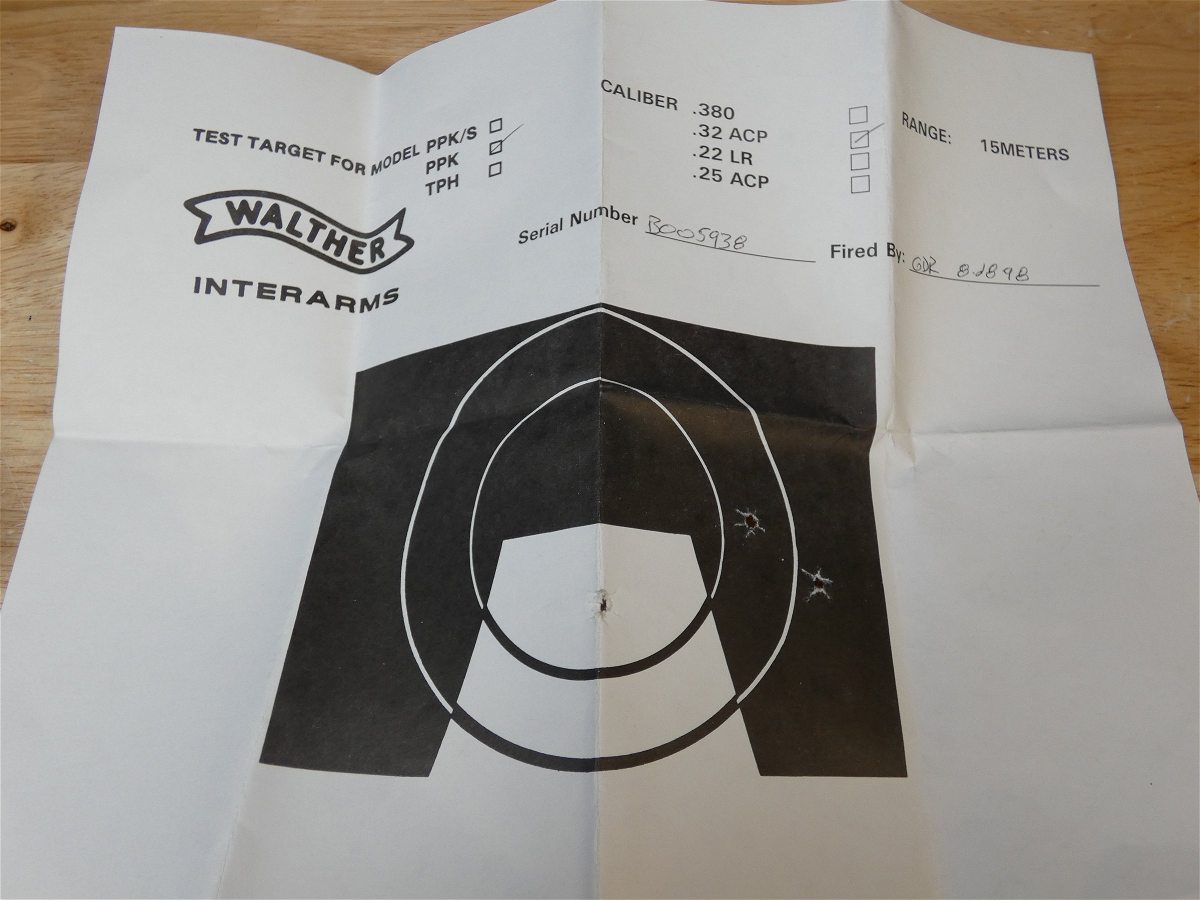 TEST TARGET FOR MODEL PPK/S
PPK
TPH
CALIBER .380
.32 ACP
.22 LR
.25 ACP
RANGE: 15METERS
WALTHER
INTERARMS
Serial Number B005938
Fired By: GDR 8.28.98